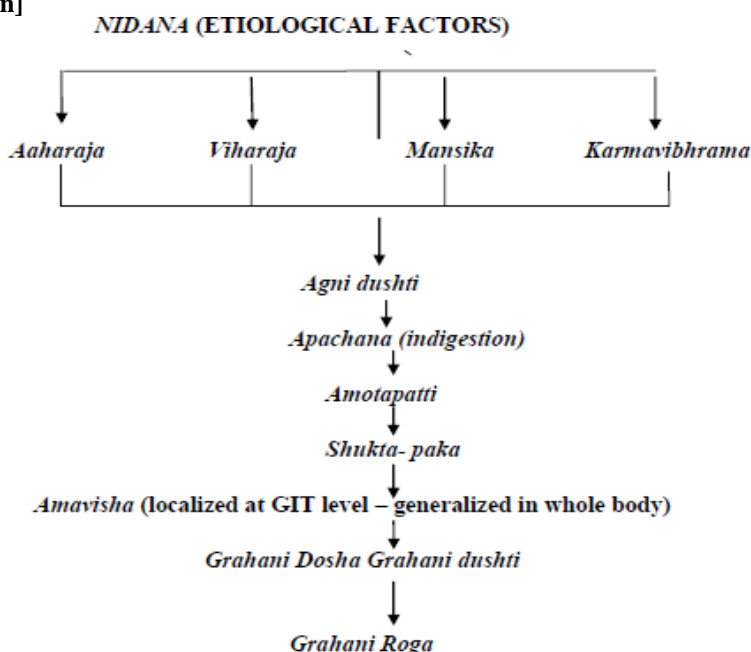 n]
NIDANA (ETIOLOGICAL FACTORS)
Aaharaja Viharaja Mansika Karmavibhrama
Agni dushti
Apachana (indigestion)
Amotapatti
Shukta- paka
Amavisha (localized at GIT level – generalized in whole body)
Grahani Dosha Grahani dushti
Grahani Roga